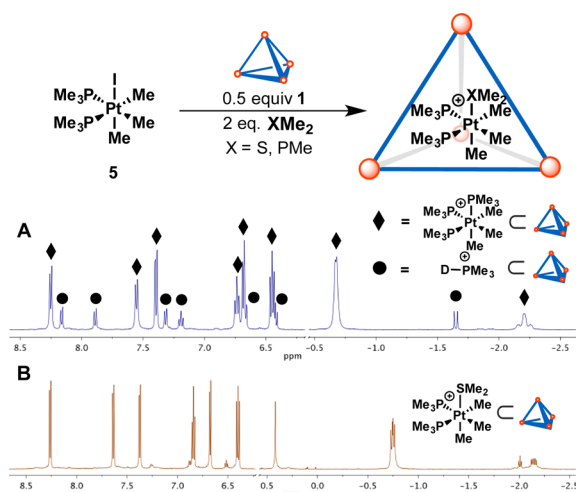 I
Me3P
Me
Pt
Me3P
Me
Me
5
0.5 equiv 1
2 eq. XMe2
X = S, PMe
⊕ XMe2
Me3P
Me
Pt
Me3P
Me
Me
A
♦ = ⊕ PMe3
Me3P
Me
Pt
Me3P
Me
Me
⊂
● = ⊕
D–PMe3 ⊂
8.5 8.0 7.5 7.0 6.5 -0.5 -1.0 -1.5 -2.0 -2.5
ppm
B
⊕ SMe2
Me3P
Me
Pt
Me3P
Me
Me
⊂
8.5 8.0 7.5 7.0 6.5 0.5 0.0 -0.5 -1.0 -1.5 -2.0 -2.5